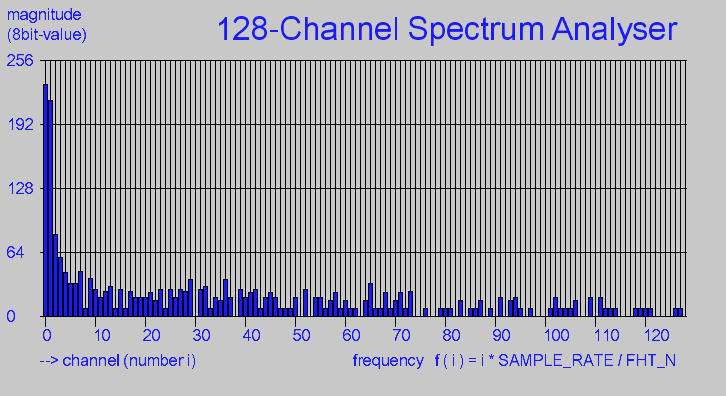 magnitude
(8bit-value)
128-Channel Spectrum Analyser
256
192
128
64
0
0 10 20 30 40 50 60 70 80 90 100 110 120
--> channel (number i)
frequency f ( i ) = i * SAMPLE_RATE / FHT_N